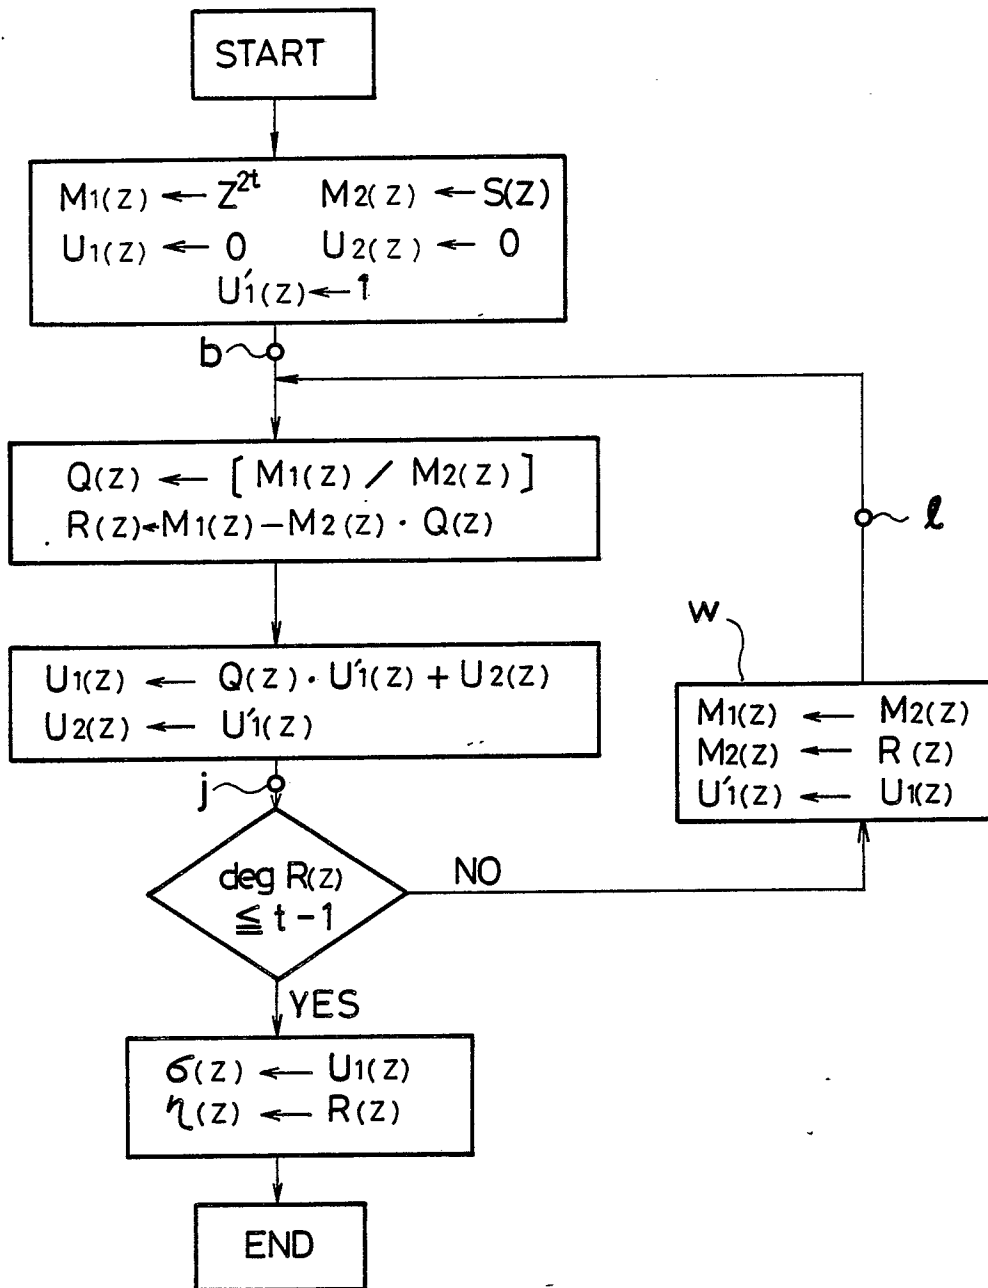 START
M1(Z) ← Z^2t M2(Z) ← S(Z)
U1(Z) ← 0 U2(Z) ← 0
U'1(Z) ← 1
b
Q(Z) ← [ M1(Z) / M2(Z) ]
R(Z) ← M1(Z) − M2(Z) · Q(Z)
l
U1(Z) ← Q(Z) · U'1(Z) + U2(Z)
U2(Z) ← U'1(Z)
w
M1(Z) ← M2(Z)
M2(Z) ← R(Z)
U'1(Z) ← U1(Z)
j
deg R(Z)
≦ t − 1
NO
YES
σ(Z) ← U1(Z)
η(Z) ← R(Z)
END